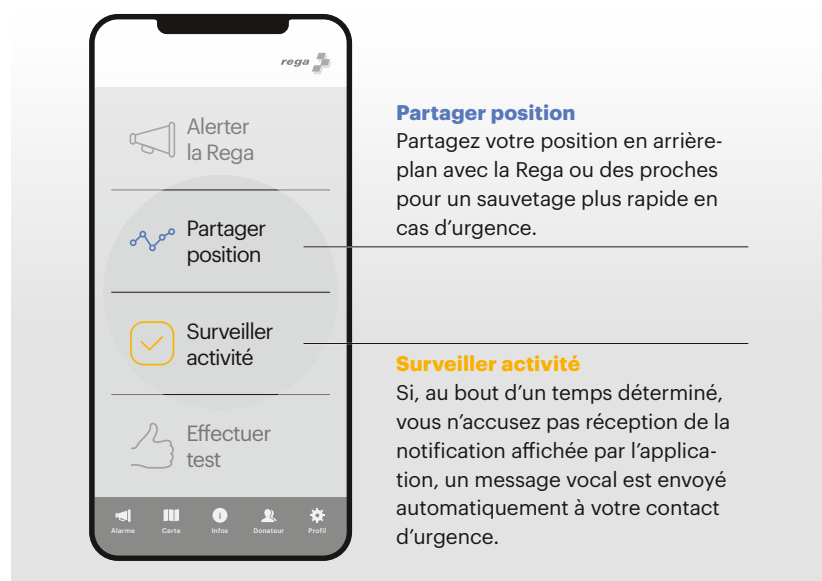 rega
Alerter
la Rega
Partager
position
Surveiller
activité
Effectuer
test
Alarme
Carte
Infos
Donateur
Profil
Partager position
Partagez votre position en arrière-
plan avec la Rega ou des proches
pour un sauvetage plus rapide en
cas d’urgence.
Surveiller activité
Si, au bout d’un temps déterminé,
vous n’accusez pas réception de la
notification affichée par l’applica-
tion, un message vocal est envoyé
automatiquement à votre contact
d’urgence.